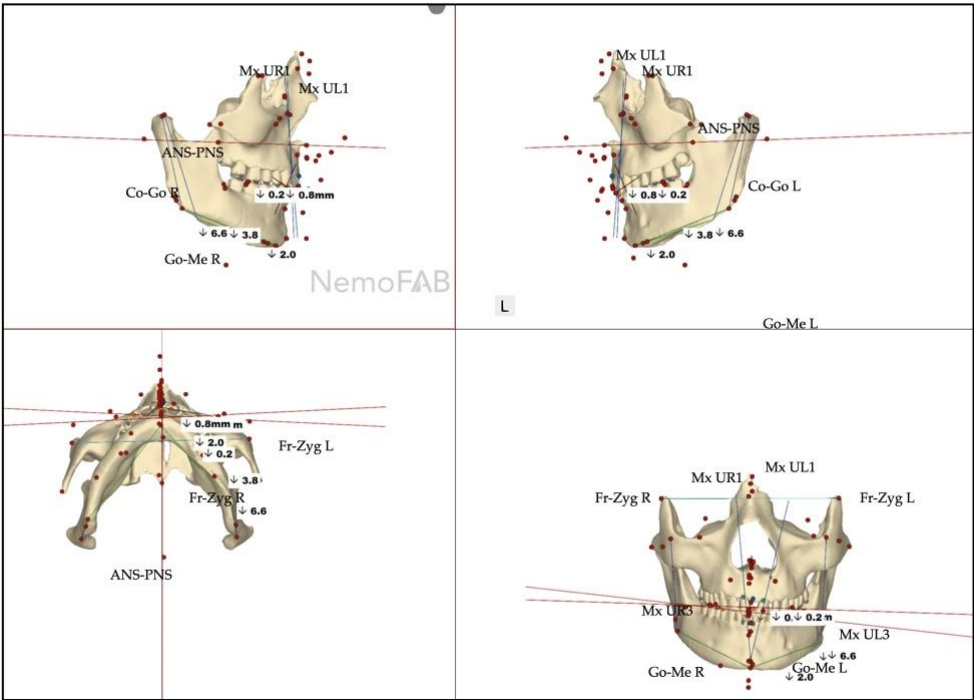 Mx UR1
Mx UL1
ANS-PNS
Co-Go R
↓ 0.2 ↓ 0.8mm
↓ 6.6 ↓ 3.8
↓ 2.0
Go-Me R
NemoFAB
Mx UL1
Mx UR1
ANS-PNS
Co-Go L
↓ 0.8 ↓ 0.2
↓ 3.8 ↓ 6.6
↓ 2.0
L
Go-Me L
↓ 0.8mm m
↓ 2.0
↓ 0.2
Fr-Zyg L
↓ 3.8
Fr-Zyg R
↓ 6.6
ANS-PNS
Mx UL1
Mx UR1
Fr-Zyg R
Fr-Zyg L
Mx UR3
↓ 0. ↓ 0.2
Mx UL3
↓↓ 6.6
Go-Me R
Go-Me L
↓ 2.0